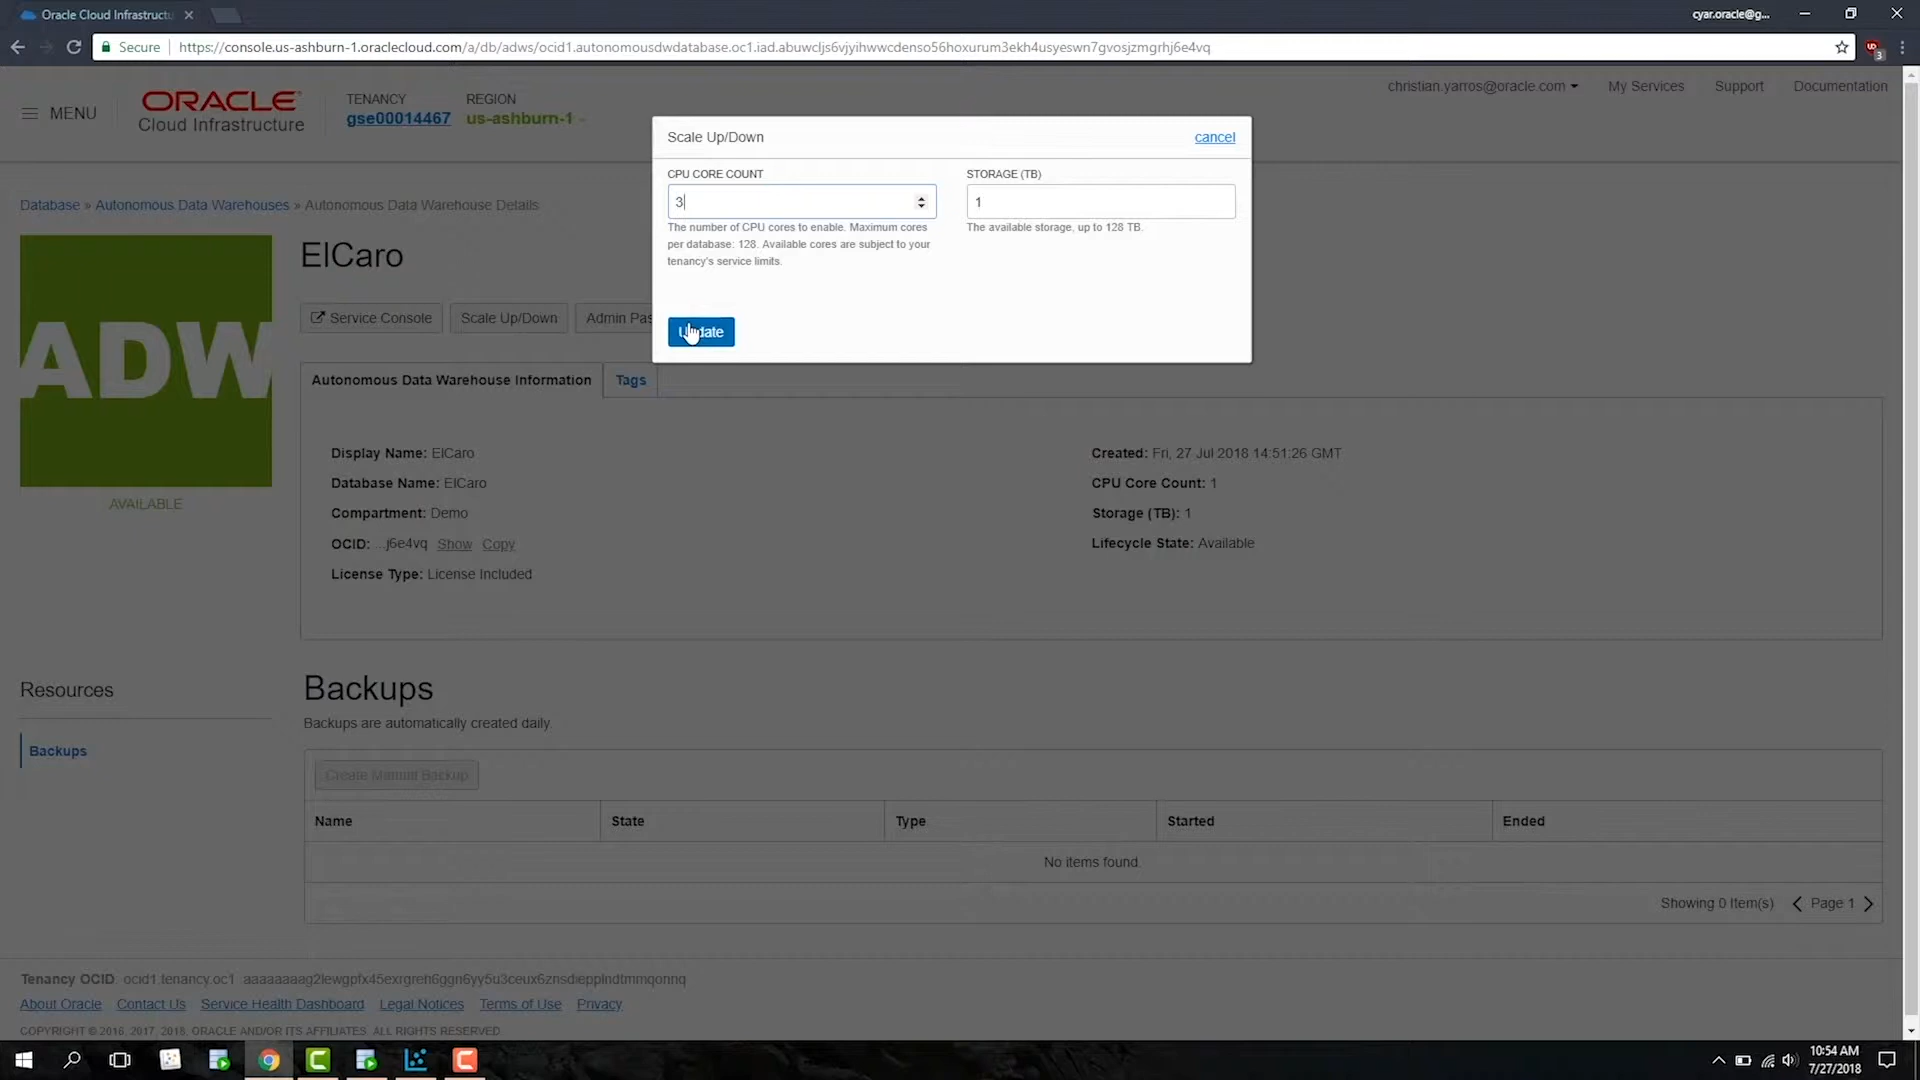 Oracle Cloud Infrastructu
cyar.oracle@g...
Secure
https://console.us-ashburn-1.oraclecloud.com/a/db/adws/ocid1.autonomousdwdatabase.oc1.iad.abuwcljs6vjyihwwcdenso56hoxurum3ekh4usyeswn7gvosjzmgrhj6e4vq
3
MENU
ORACLE
Cloud Infrastructure
TENANCY
gse00014467
REGION
us-ashburn-1
christian.yarros@oracle.com
My Services
Support
Documentation
Scale Up/Down
cancel
CPU CORE COUNT
3
The number of CPU cores to enable. Maximum cores
per database: 128. Available cores are subject to your
tenancy's service limits.
STORAGE (TB)
1
The available storage, up to 128 TB.
Update
Database » Autonomous Data Warehouses » Autonomous Data Warehouse Details
ADW
AVAILABLE
ElCaro
Service Console
Scale Up/Down
Admin Pas
Autonomous Data Warehouse Information
Tags
Display Name: ElCaro
Database Name: ElCaro
Compartment: Demo
OCID: ...j6e4vq Show Copy
License Type: License Included
Created: Fri, 27 Jul 2018 14:51:26 GMT
CPU Core Count: 1
Storage (TB): 1
Lifecycle State: Available
Resources
Backups
Backups
Backups are automatically created daily.
Create Manual Backup
Name State Type Started Ended
No items found.
Showing 0 Item(s) Page 1
Tenancy OCID: ocid1.tenancy.oc1..aaaaaaaag2lewgpfx45exrgreh6ggn6yy5u3ceux6znsdiepplndtmmqonnq
About Oracle Contact Us Service Health Dashboard Legal Notices Terms of Use Privacy
COPYRIGHT © 2016, 2017, 2018, ORACLE AND/OR ITS AFFILIATES. ALL RIGHTS RESERVED.
10:54 AM
7/27/2018